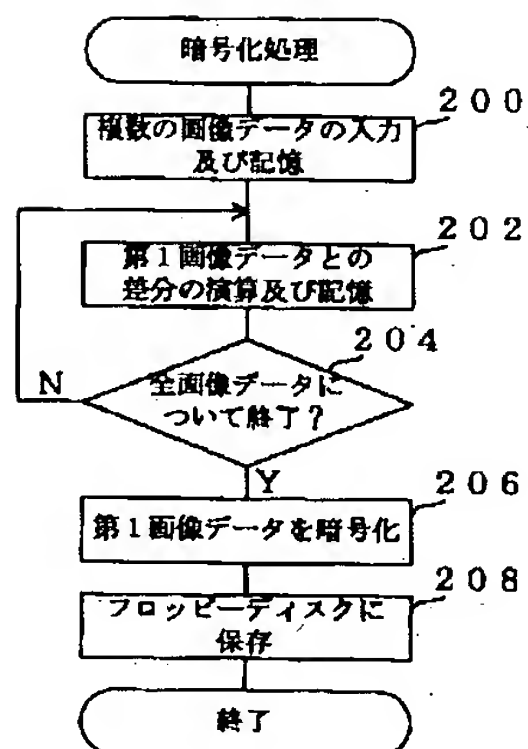 暗号化処理
200
複数の画像データの入力
及び記憶
202
第1画像データとの
差分の演算及び記憶
204
全画像データに
ついて終了?
N
Y
206
第1画像データを暗号化
208
フロッピーディスクに
保存
終了